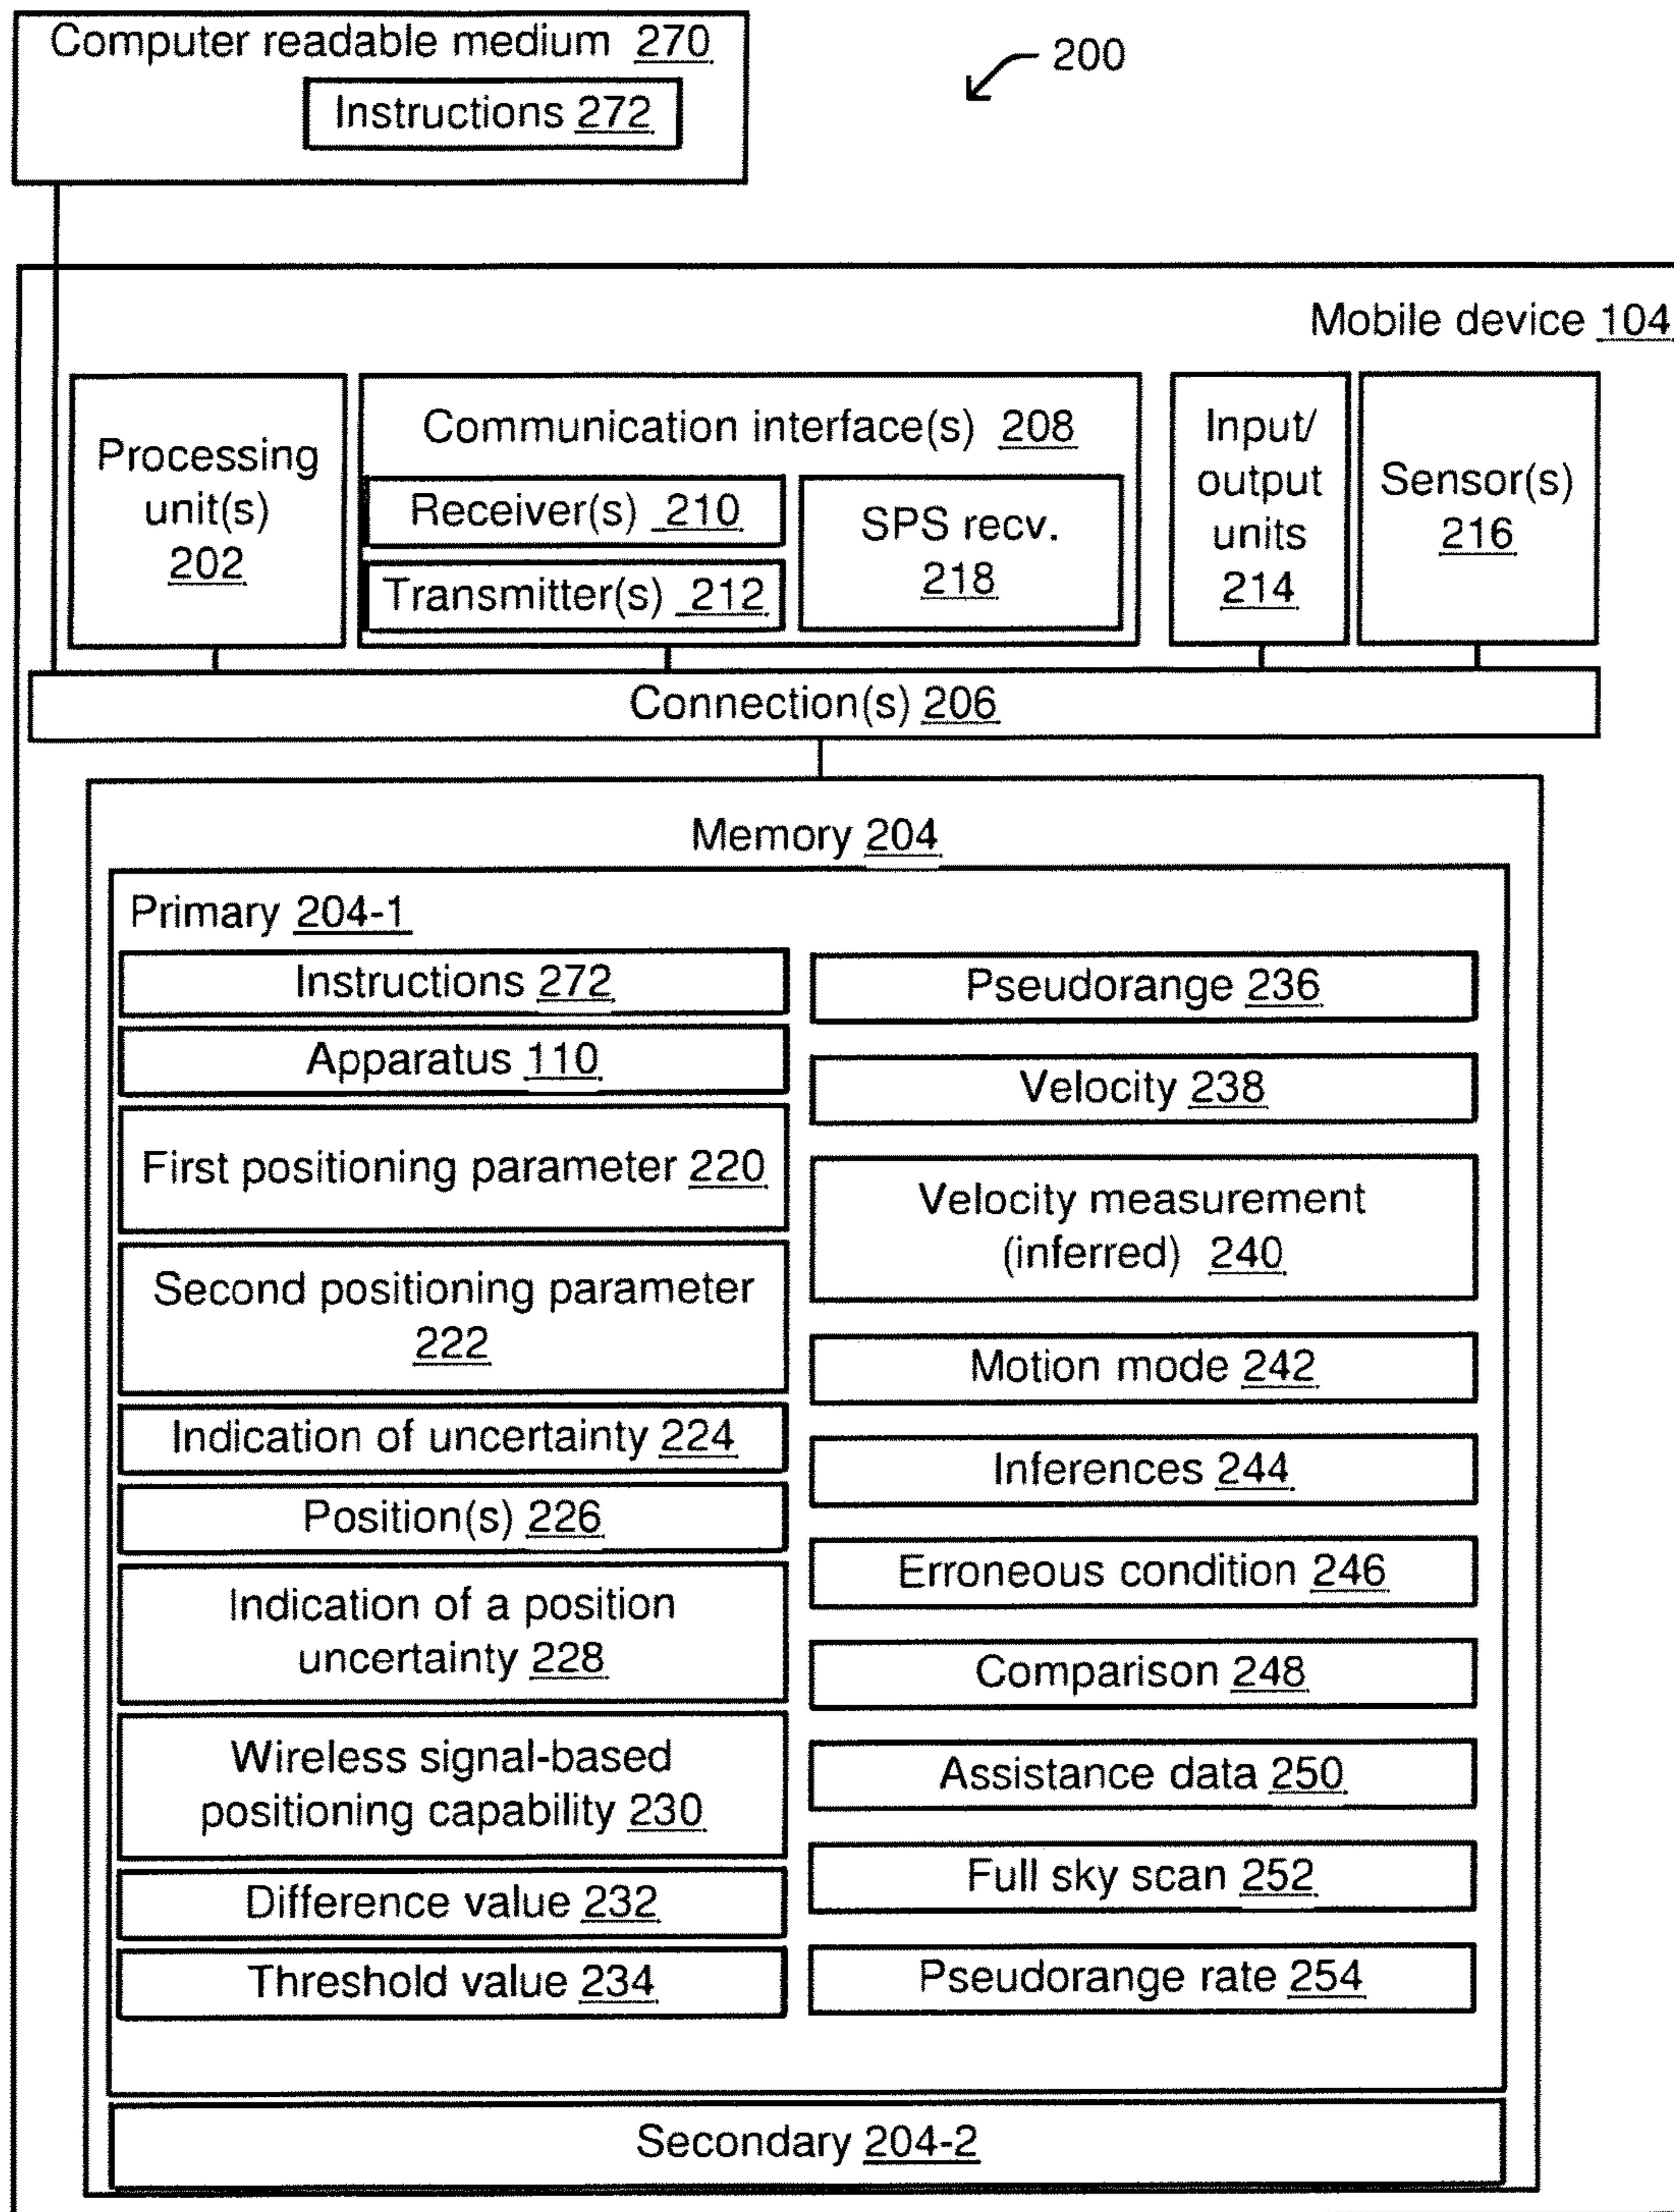 Computer readable medium 270
Instructions 272
200
Mobile device 104
Processing
unit(s)
202
Communication interface(s) 208
Receiver(s) 210
Transmitter(s) 212
SPS recv.
218
Input/
output
units
214
Sensor(s)
216
Connection(s) 206
Memory 204
Primary 204-1
Instructions 272
Apparatus 110
First positioning parameter 220
Second positioning parameter
222
Indication of uncertainty 224
Position(s) 226
Indication of a position
uncertainty 228
Wireless signal-based
positioning capability 230
Difference value 232
Threshold value 234
Pseudorange 236
Velocity 238
Velocity measurement
(inferred) 240
Motion mode 242
Inferences 244
Erroneous condition 246
Comparison 248
Assistance data 250
Full sky scan 252
Pseudorange rate 254
Secondary 204-2